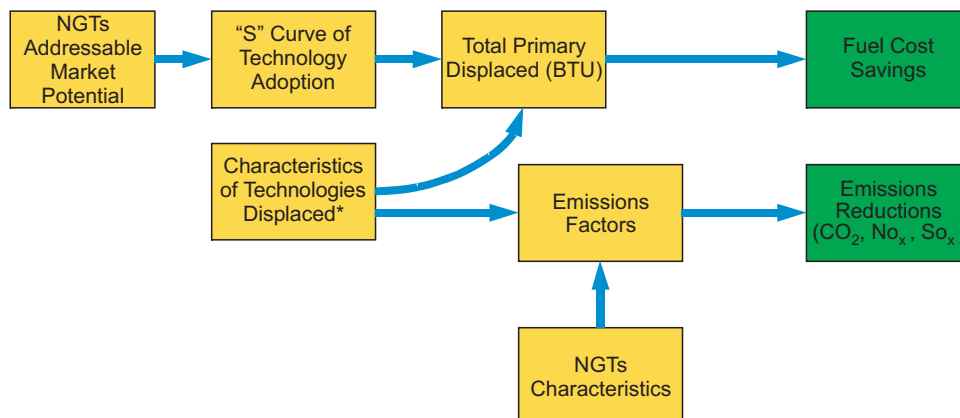 NGTs
Addressable
Market
Potential
“S” Curve of
Technology
Adoption
Total Primary
Displaced (BTU)
Fuel Cost
Savings
Characteristics
of Technologies
Displaced*
Emissions
Factors
Emissions
Reductions
(CO₂, Noₓ, Soₓ)
NGTs
Characteristics